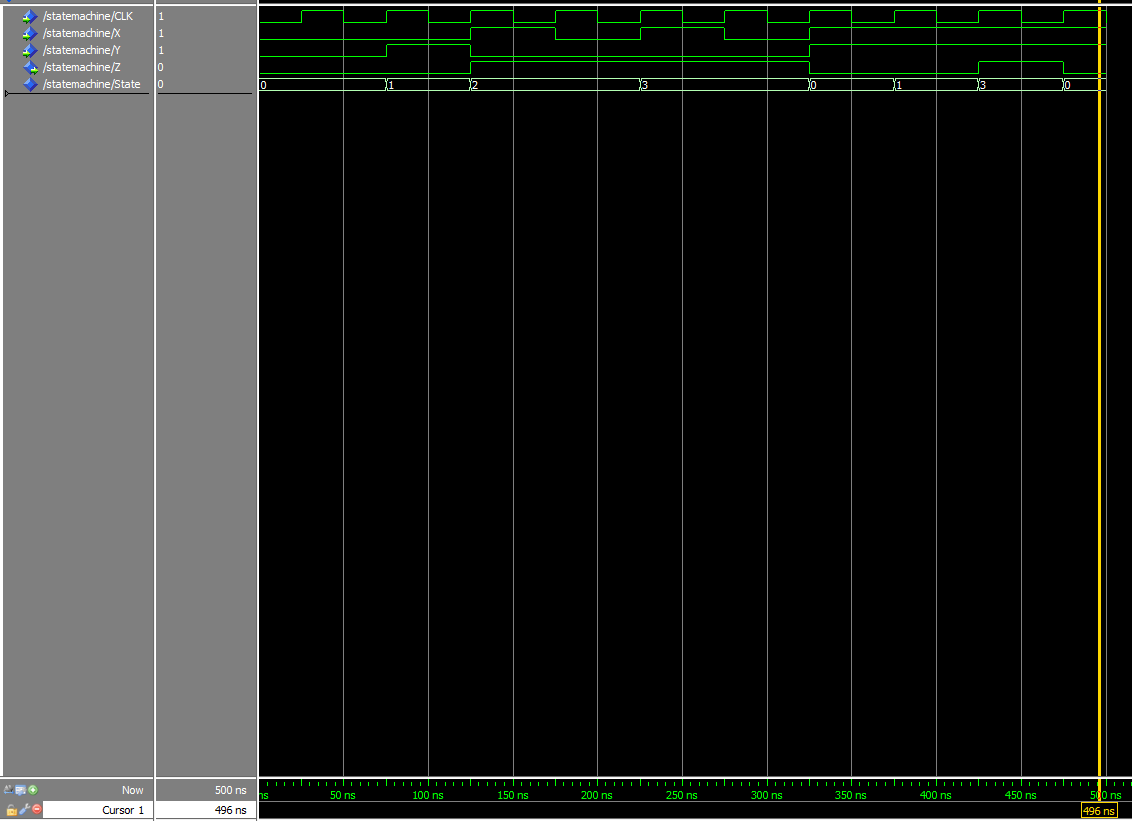 /statemachine/CLK 1
/statemachine/X 1
/statemachine/Y 1
/statemachine/Z 0
/statemachine/State 0 0 1 2 3 0 1 3 0
Now 500 ns ns 50 ns 100 ns 150 ns 200 ns 250 ns 300 ns 350 ns 400 ns 450 ns 500 ns
Cursor 1 496 ns 496 ns